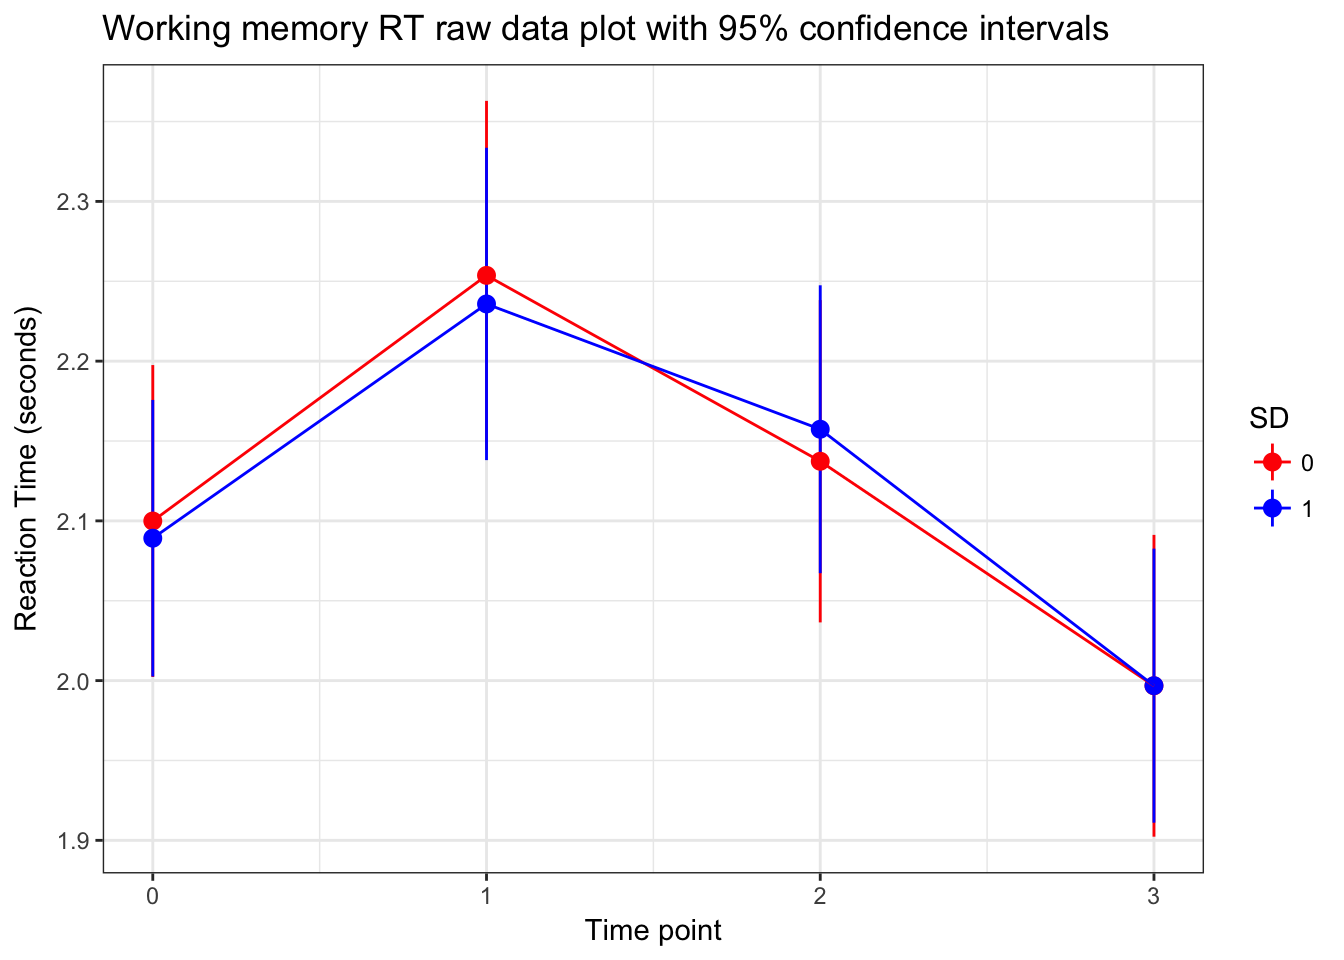 Working memory RT raw data plot with 95% confidence intervals
Reaction Time (seconds)
2.3
2.2
2.1
2.0
1.9
0 1 2 3
Time point
SD
0
1